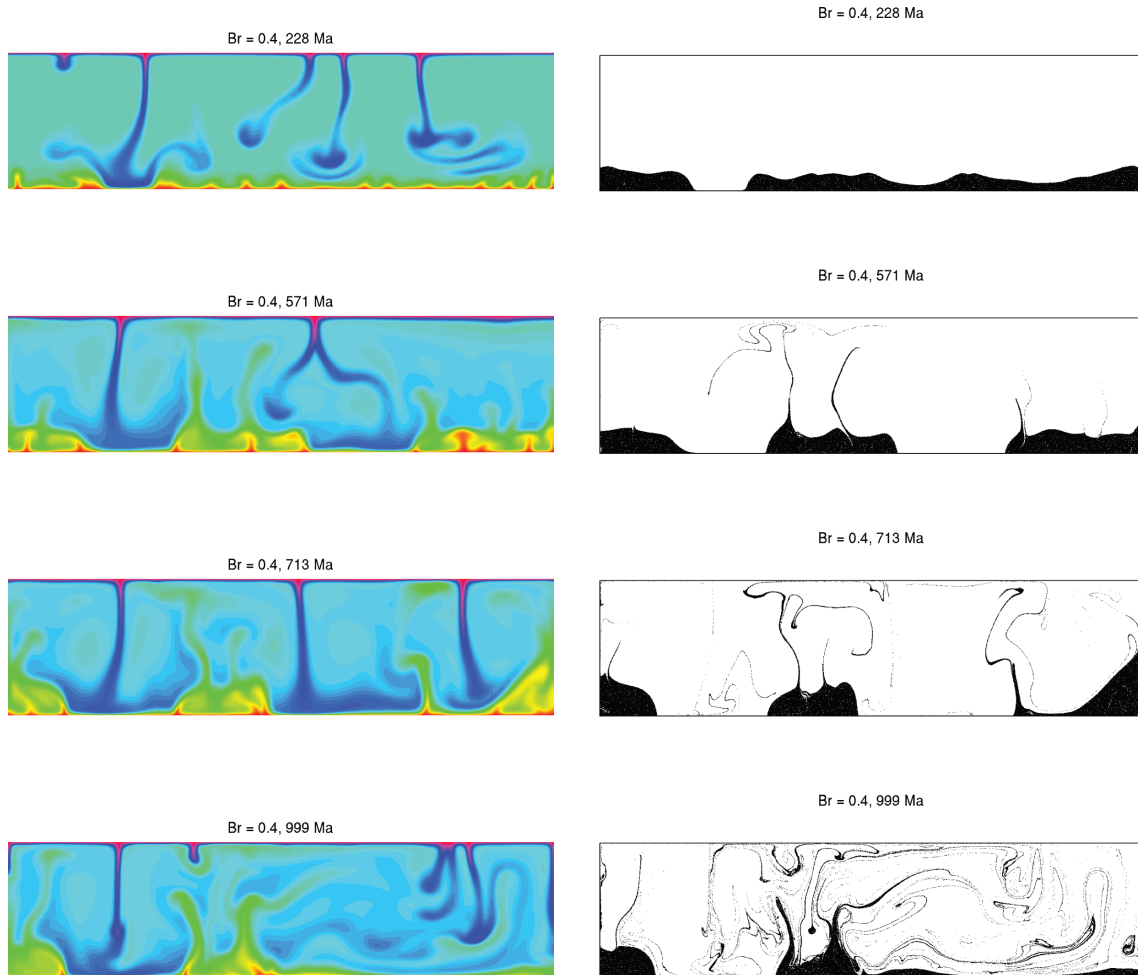 Br = 0.4, 228 Ma
Br = 0.4, 228 Ma
Br = 0.4, 571 Ma
Br = 0.4, 571 Ma
Br = 0.4, 713 Ma
Br = 0.4, 713 Ma
Br = 0.4, 999 Ma
Br = 0.4, 999 Ma